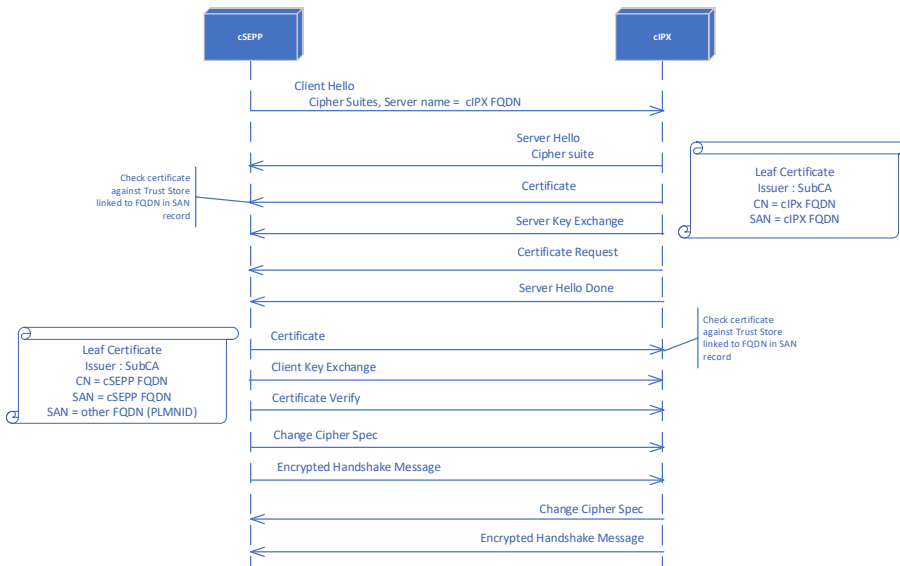 cSEPP
cIPX
Client Hello
Cipher Suites, Server name = cIPX FQDN
Server Hello
Cipher suite
Check certificate
against Trust Store
linked to FQDN in SAN
record
Certificate
Leaf Certificate
Issuer : SubCA
CN = cIPx FQDN
SAN = cIPX FQDN
Server Key Exchange
Certificate Request
Server Hello Done
Check certificate
against Trust Store
linked to FQDN in SAN
record
Certificate
Leaf Certificate
Issuer : SubCA
CN = cSEPP FQDN
SAN = cSEPP FQDN
SAN = other FQDN (PLMNID)
Client Key Exchange
Certificate Verify
Change Cipher Spec
Encrypted Handshake Message
Change Cipher Spec
Encrypted Handshake Message